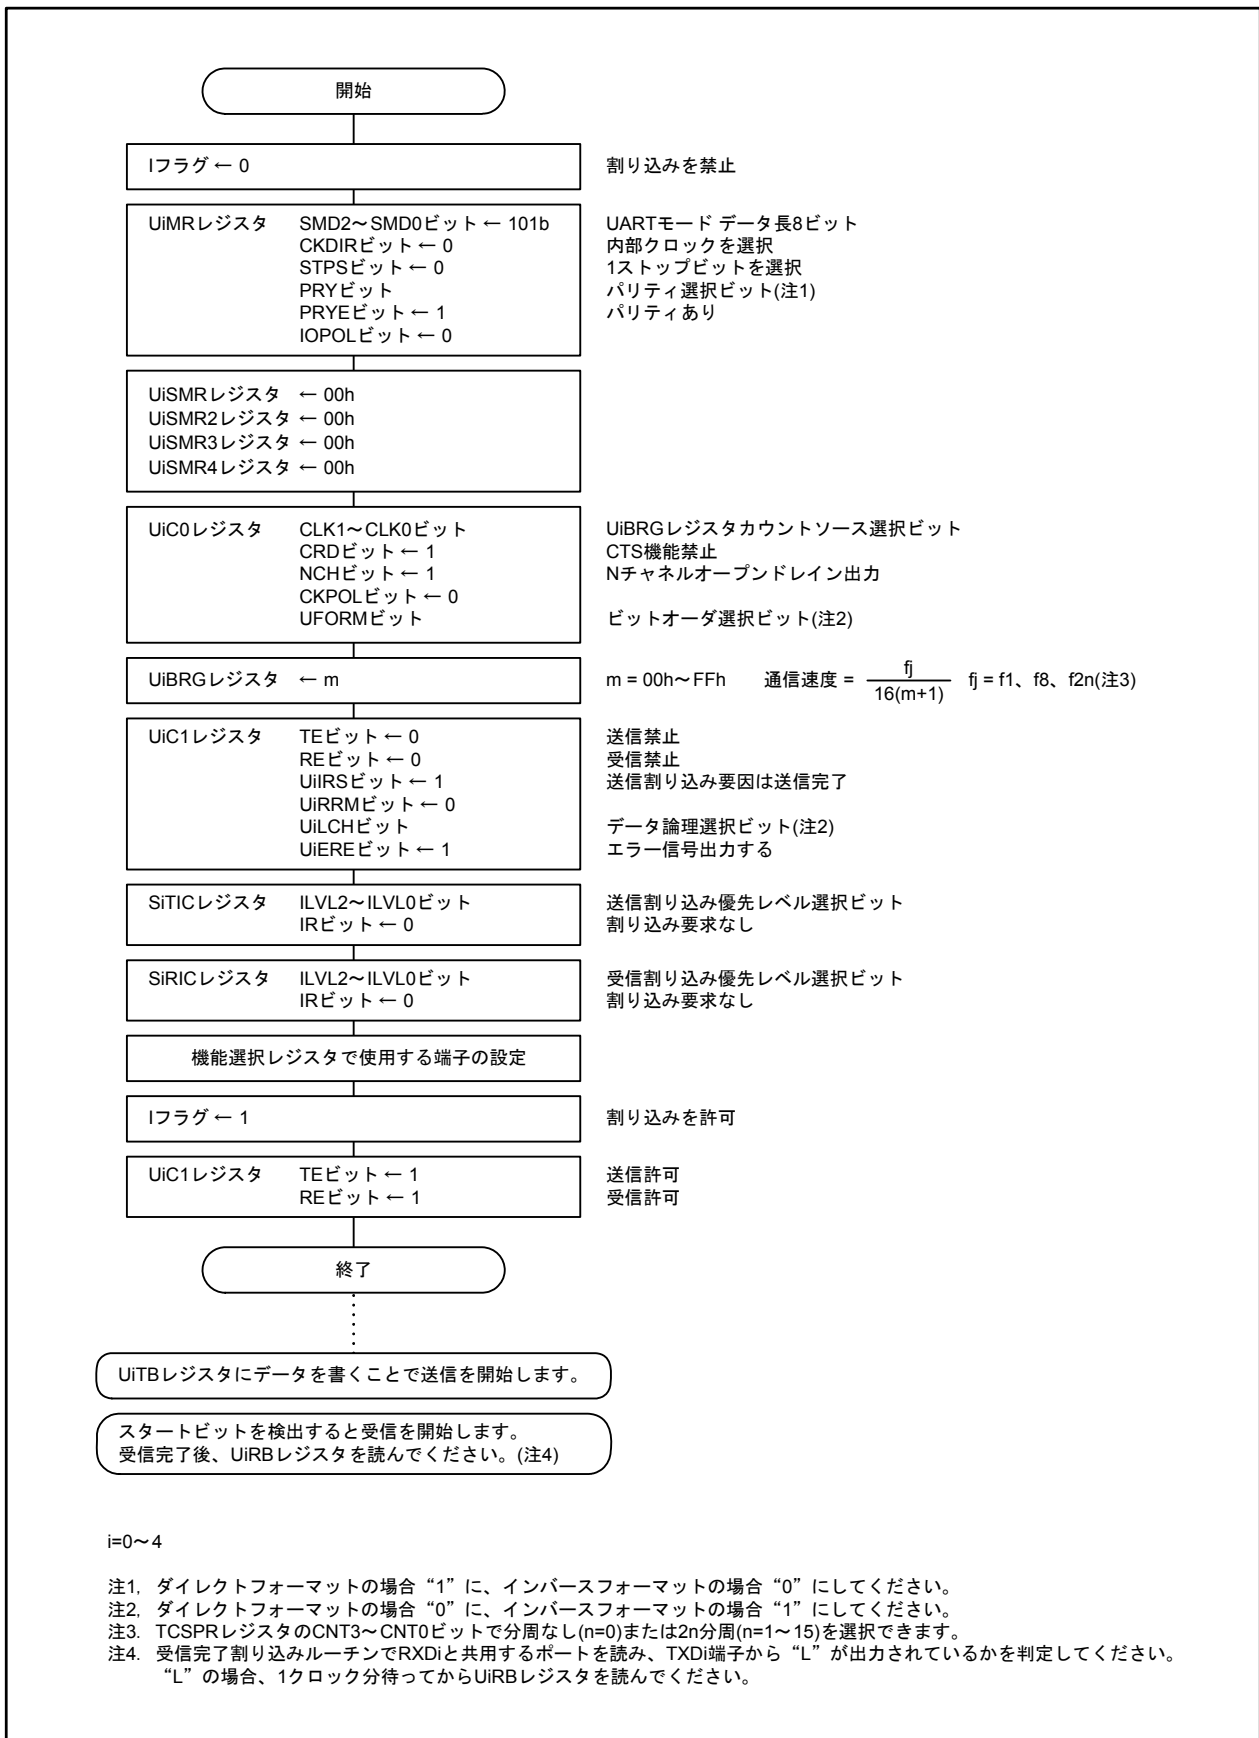 開始
Iフラグ ← 0 割り込みを禁止
UiMRレジスタ SMD2～SMD0ビット ← 101b UARTモード データ長8ビット
CKDIRビット ← 0 内部クロックを選択
STPSビット ← 0 1ストップビットを選択
PRYビット パリティ選択ビット(注1)
PRYEビット ← 1 パリティあり
IOPOLビット ← 0
UiSMRレジスタ ← 00h
UiSMR2レジスタ ← 00h
UiSMR3レジスタ ← 00h
UiSMR4レジスタ ← 00h
UiC0レジスタ CLK1～CLK0ビット UiBRGレジスタカウントソース選択ビット
CRDビット ← 1 CTS機能禁止
NCHビット ← 1 Nチャネルオープンドレイン出力
CKPOLビット ← 0
UFORMビット ビットオーダ選択ビット(注2)
UiBRGレジスタ ← m m = 00h～FFh 通信速度 = fj / 16(m+1) fj = f1、f8、f2n(注3)
UiC1レジスタ TEビット ← 0 送信禁止
REビット ← 0 受信禁止
UiIRSビット ← 1 送信割り込み要因は送信完了
UiRRMビット ← 0
UiLCHビット データ論理選択ビット(注2)
UiEREビット ← 1 エラー信号出力する
SiTICレジスタ ILVL2～ILVL0ビット 送信割り込み優先レベル選択ビット
IRビット ← 0 割り込み要求なし
SiRICレジスタ ILVL2～ILVL0ビット 受信割り込み優先レベル選択ビット
IRビット ← 0 割り込み要求なし
機能選択レジスタで使用する端子の設定
Iフラグ ← 1 割り込みを許可
UiC1レジスタ TEビット ← 1 送信許可
REビット ← 1 受信許可
終了
UiTBレジスタにデータを書くことで送信を開始します。
スタートビットを検出すると受信を開始します。
受信完了後、UiRBレジスタを読んでください。(注4)
i=0～4
注1, ダイレクトフォーマットの場合“1”に、インバースフォーマットの場合“0”にしてください。
注2, ダイレクトフォーマットの場合“0”に、インバースフォーマットの場合“1”にしてください。
注3. TCSPRレジスタのCNT3～CNT0ビットで分周なし(n=0)または2n分周(n=1～15)を選択できます。
注4. 受信完了割り込みルーチンでRXDiと共用するポートを読み、TXDi端子から“L”が出力されているかを判定してください。
“L”の場合、1クロック分待ってからUiRBレジスタを読んでください。